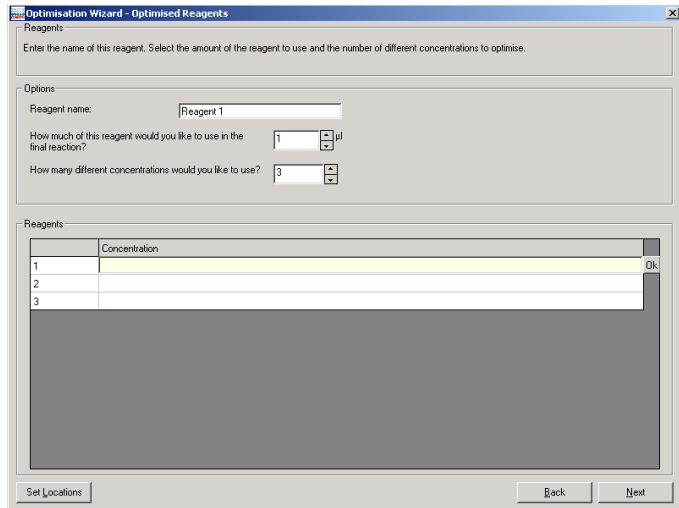 Optimisation Wizard - Optimised Reagents
Reagents
Enter the name of this reagent. Select the amount of the reagent to use and the number of different concentrations to optimise.
Options
Reagent name: Reagent 1
How much of this reagent would you like to use in the
final reaction? 1 µl
How many different concentrations would you like to use? 3
Reagents
Concentration
1 Ok
2
3
Set Locations Back Next